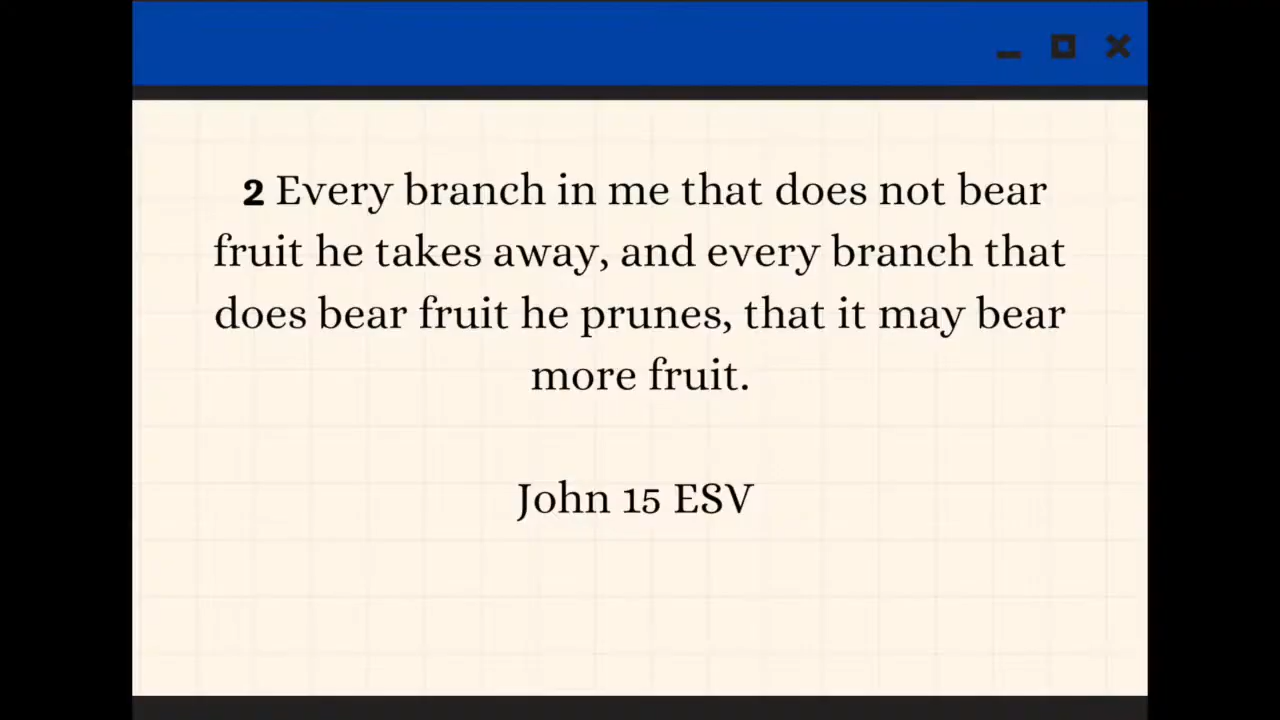 2 Every branch in me that does not bear
fruit he takes away, and every branch that
does bear fruit he prunes, that it may bear
more fruit.
John 15 ESV